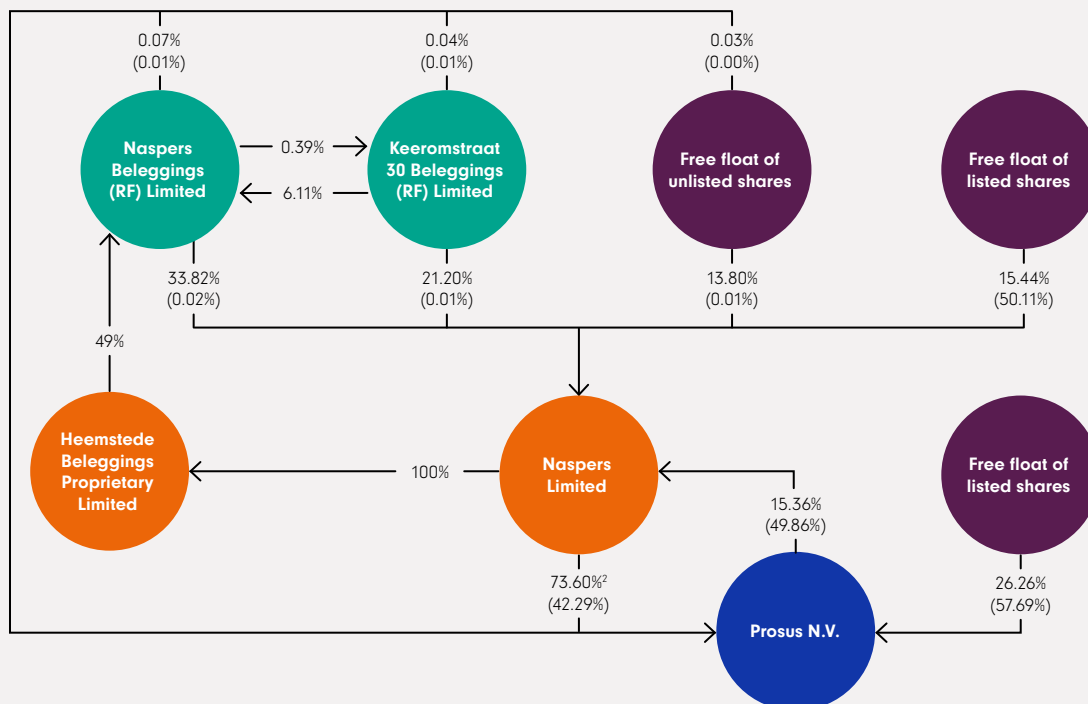 0.07%
(0.01%)
0.04%
(0.01%)
0.03%
(0.00%)
Naspers
Beleggings
(RF) Limited
0.39%
6.11%
Keeromstraat
30 Beleggings
(RF) Limited
Free float of
unlisted shares
Free float of
listed shares
33.82%
(0.02%)
21.20%
(0.01%)
13.80%
(0.01%)
15.44%
(50.11%)
49%
Heemstede
Beleggings
Proprietary
Limited
100%
Naspers
Limited
Free float of
listed shares
15.36%
(49.86%)
73.60%²
(42.29%)
Prosus N.V.
26.26%
(57.69%)